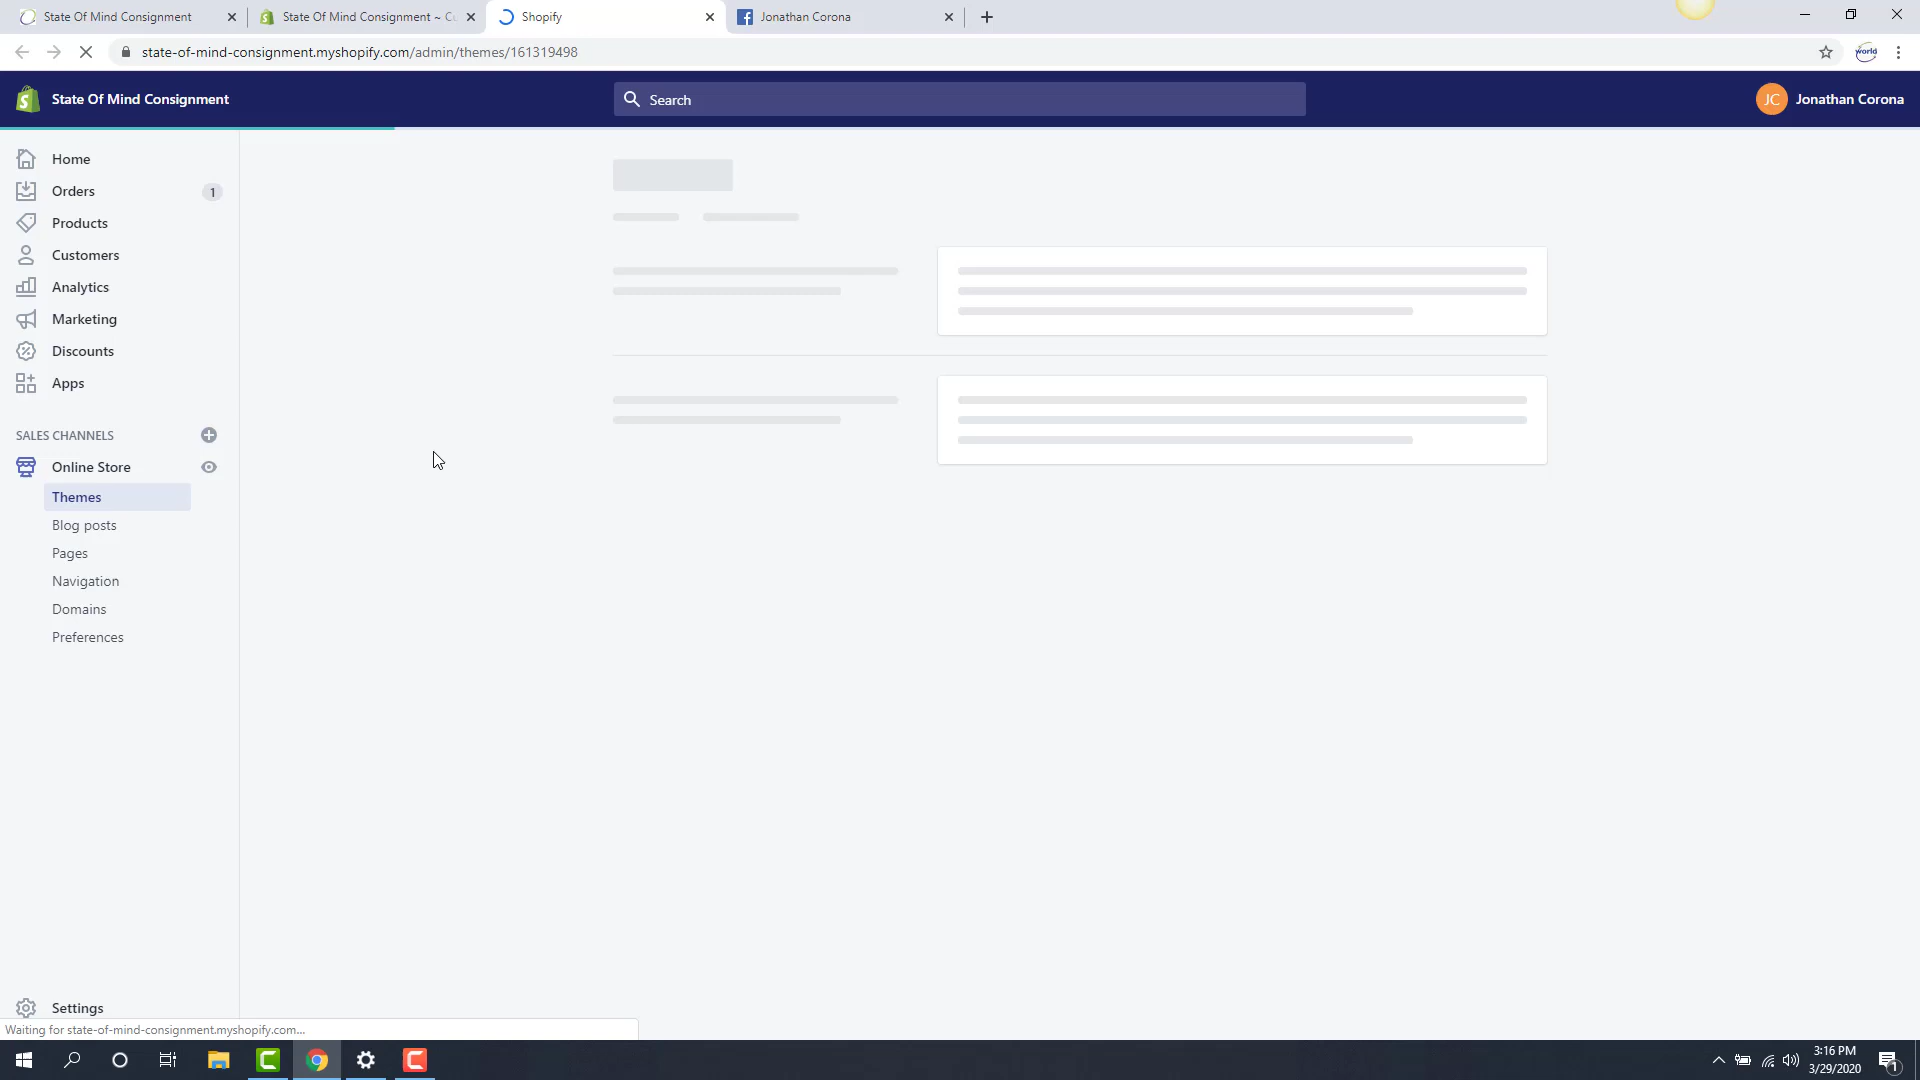 State Of Mind Consignment
State Of Mind Consignment ~ Cu
Shopify
Jonathan Corona
state-of-mind-consignment.myshopify.com/admin/themes/161319498
world
State Of Mind Consignment
Search
JC
Jonathan Corona
Home
Orders
1
Products
Customers
Analytics
Marketing
Discounts
Apps
SALES CHANNELS
Online Store
Themes
Blog posts
Pages
Navigation
Domains
Preferences
Settings
Waiting for state-of-mind-consignment.myshopify.com...
3:16 PM
3/29/2020
1